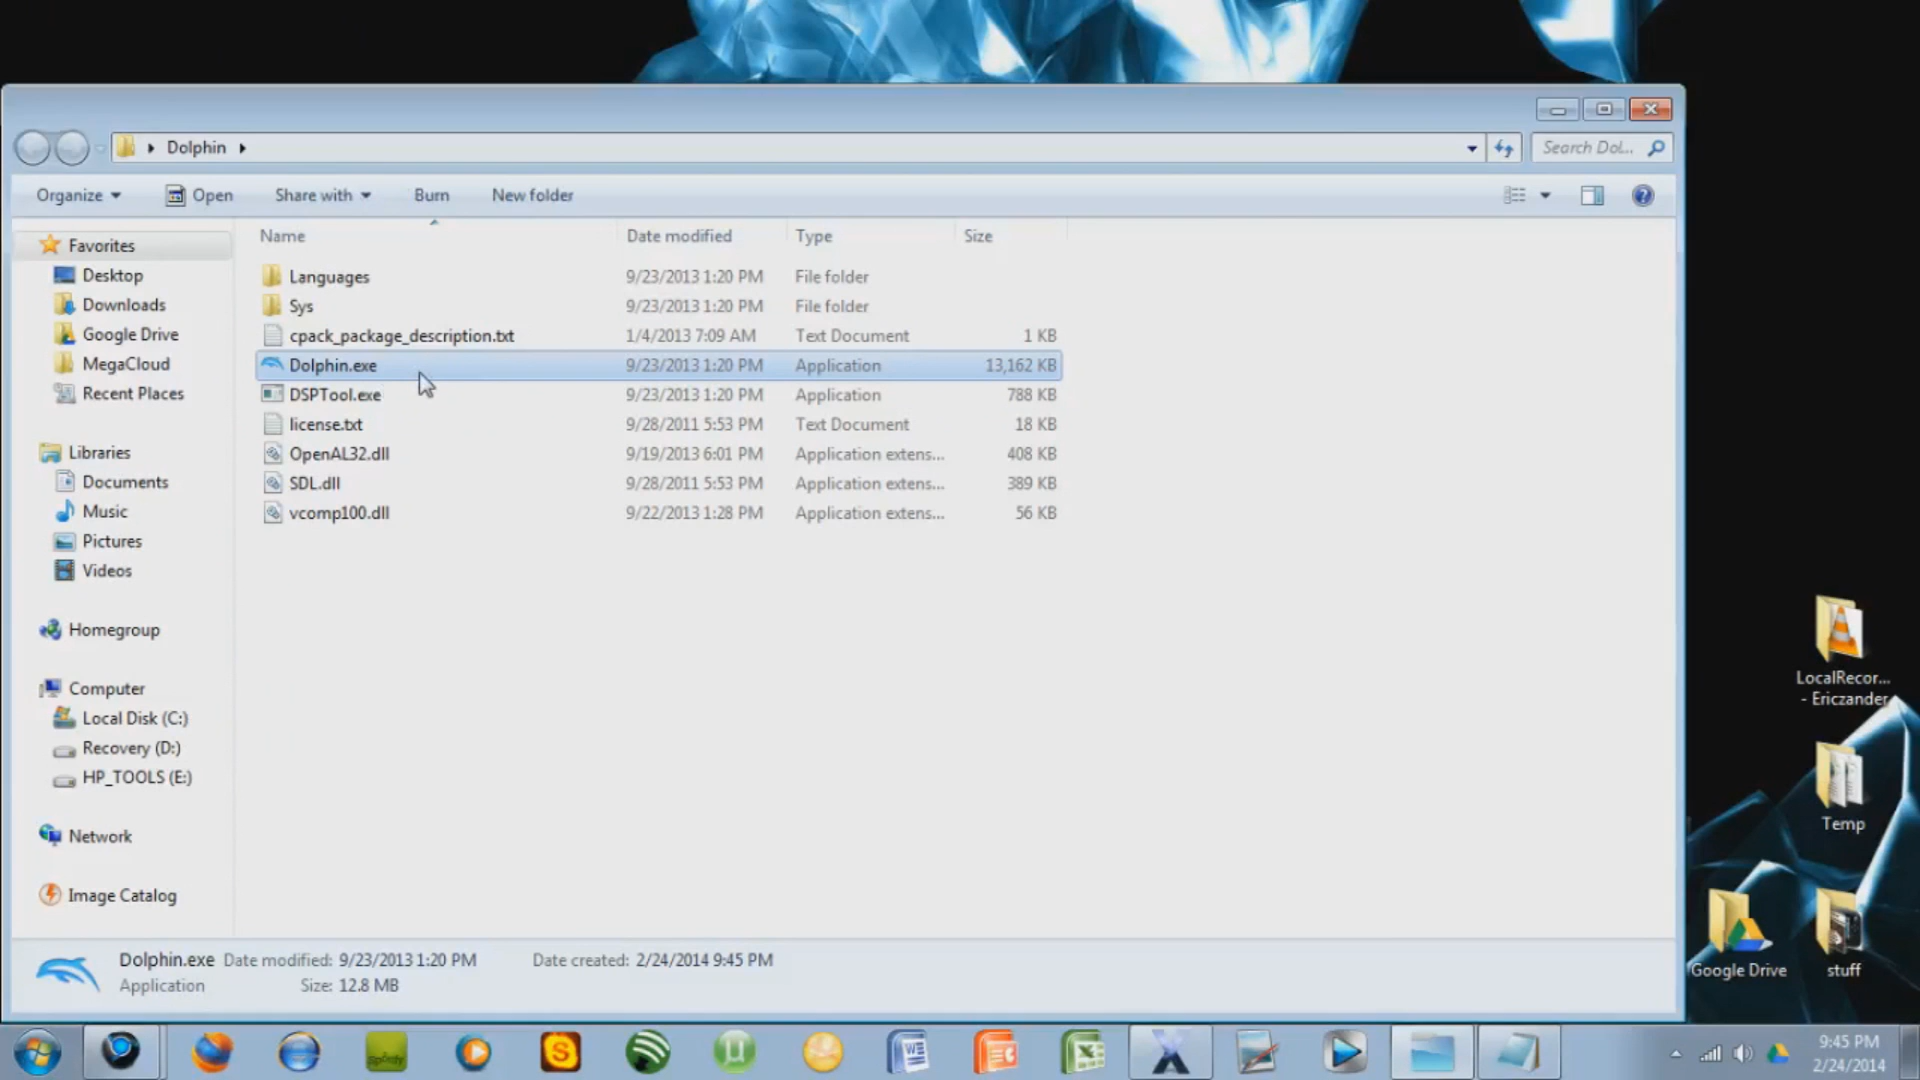 Dolphin
Search Dol...
Organize
Open
Share with
Burn
New folder
Name
Date modified
Type
Size
Languages 9/23/2013 1:20 PM File folder
Sys 9/23/2013 1:20 PM File folder
cpack_package_description.txt 1/4/2013 7:09 AM Text Document 1 KB
Dolphin.exe 9/23/2013 1:20 PM Application 13,162 KB
DSPTool.exe 9/23/2013 1:20 PM Application 788 KB
license.txt 9/28/2011 5:53 PM Text Document 18 KB
OpenAL32.dll 9/19/2013 6:01 PM Application extens... 408 KB
SDL.dll 9/28/2011 5:53 PM Application extens... 389 KB
vcomp100.dll 9/22/2013 1:28 PM Application extens... 56 KB
Favorites
Desktop
Downloads
Google Drive
MegaCloud
Recent Places
Libraries
Documents
Music
Pictures
Videos
Homegroup
Computer
Local Disk (C:)
Recovery (D:)
HP_TOOLS (E:)
Network
Image Catalog
Dolphin.exe Date modified: 9/23/2013 1:20 PM Date created: 2/24/2014 9:45 PM
Application Size: 12.8 MB
LocalRecor...
- Ericzander
Temp
Google Drive
stuff
9:45 PM
2/24/2014